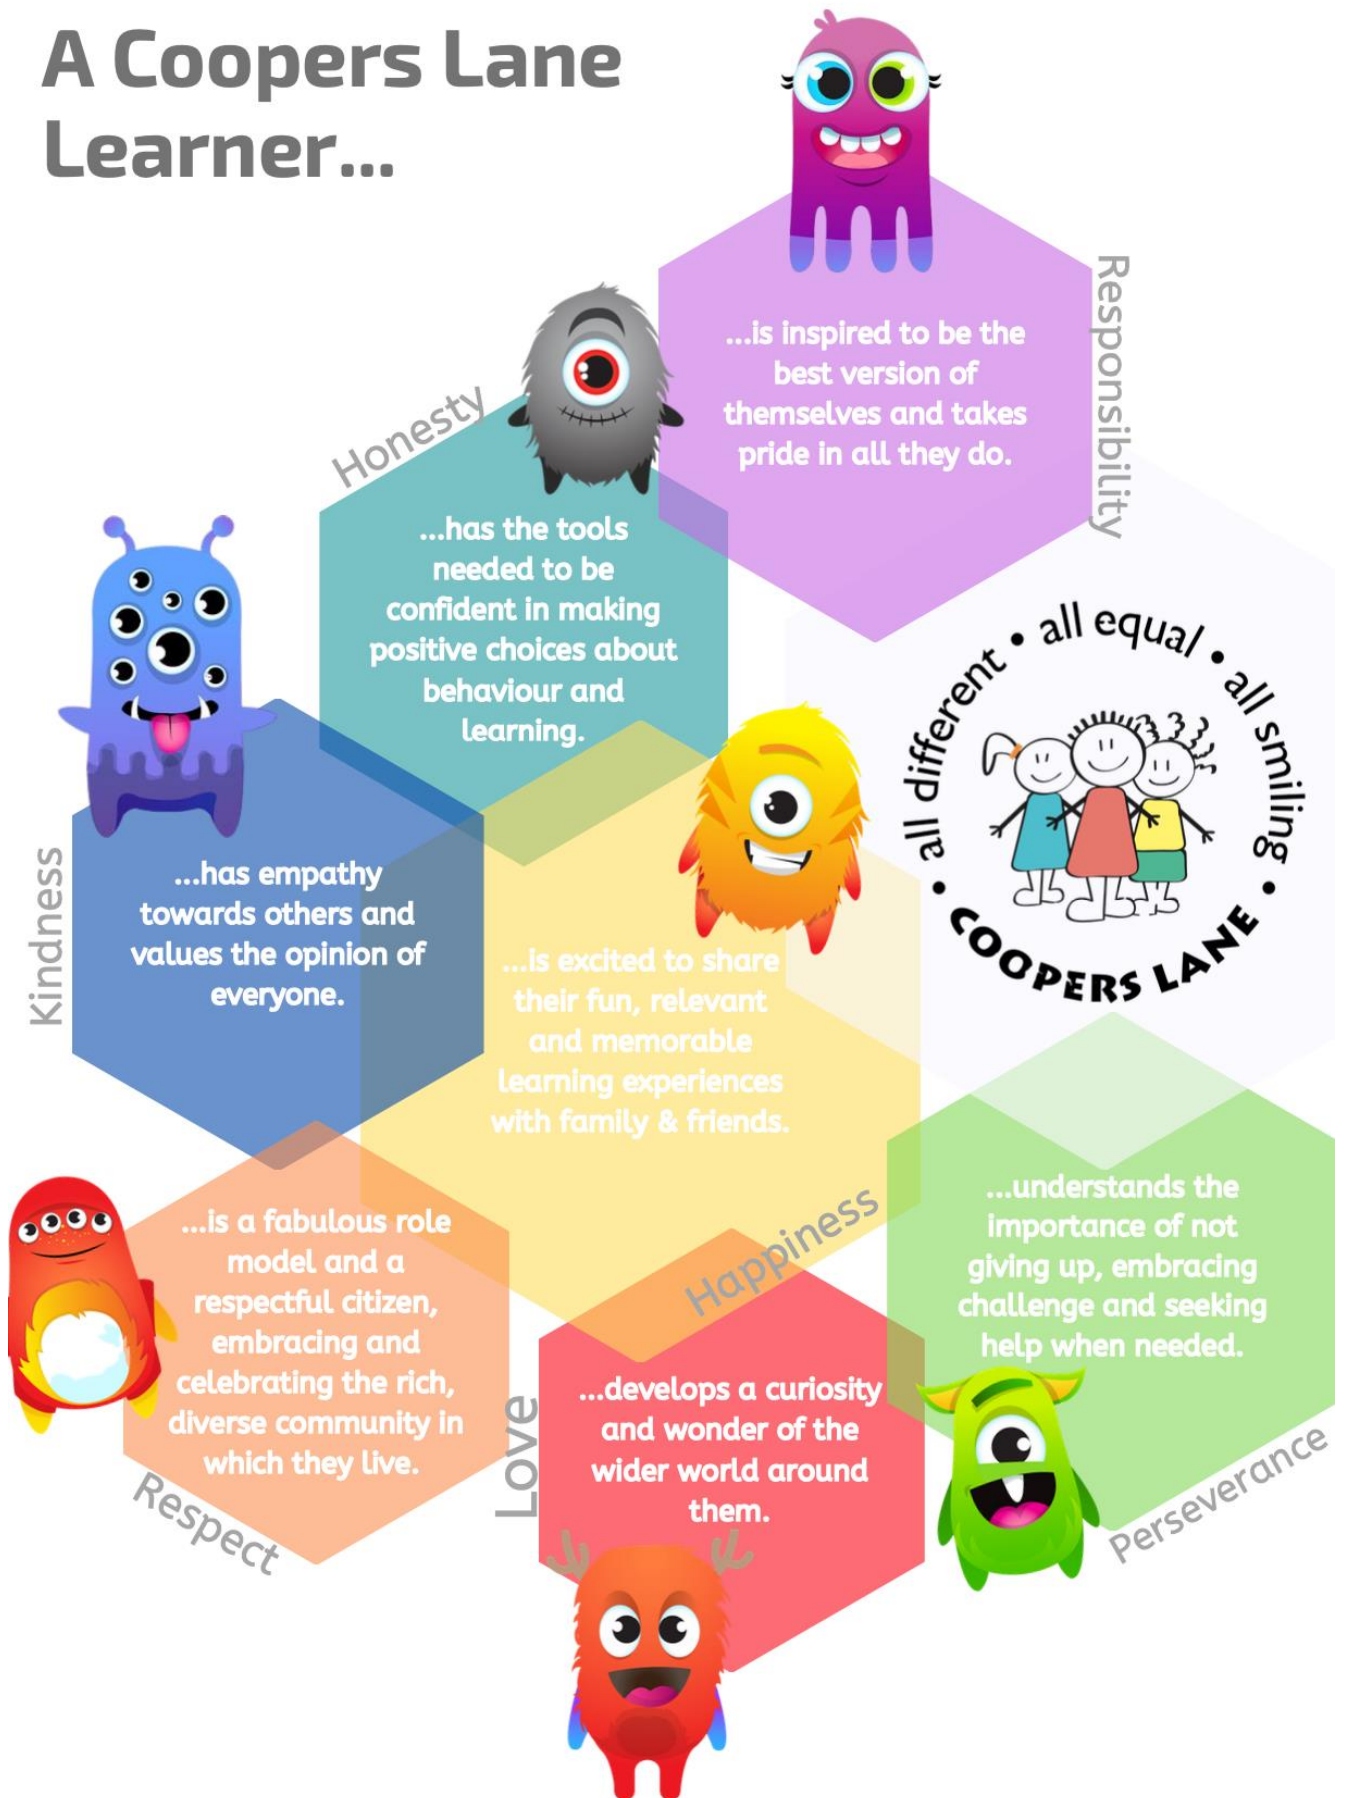 A Coopers Lane
Learner...
Responsibility
...is inspired to be the
best version of
themselves and takes
pride in all they do.
Honesty
...has the tools
needed to be
confident in making
positive choices about
behaviour and
learning.
all different • all equal • all smiling •
COOPERS LANE •
Kindness
...has empathy
towards others and
values the opinion of
everyone.
...is excited to share
their fun, relevant
and memorable
learning experiences
with family & friends.
Happiness
...understands the
importance of not
giving up, embracing
challenge and seeking
help when needed.
Perseverance
...is a fabulous role
model and a
respectful citizen,
embracing and
celebrating the rich,
diverse community in
which they live.
Respect
Love
...develops a curiosity
and wonder of the
wider world around
them.